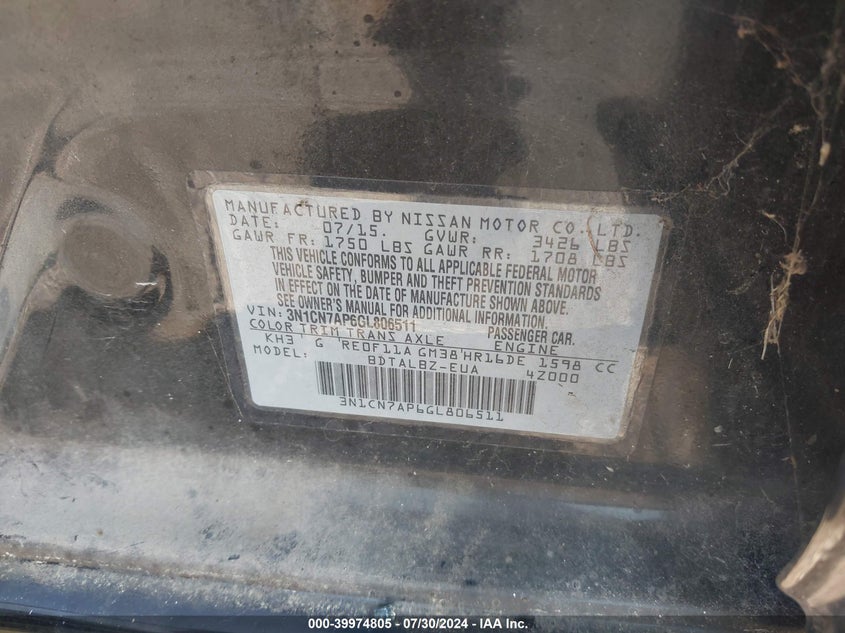 MANUFACTURED BY NISSAN MOTOR CO., LTD.
DATE: 07/15. GVWR: 3426 LBS
GAWR FR: 1750 LBS GAWR RR: 1708 LBS
THIS VEHICLE CONFORMS TO ALL APPLICABLE FEDERAL MOTOR
VEHICLE SAFETY, BUMPER AND THEFT PREVENTION STANDARDS
IN EFFECT ON THE DATE OF MANUFACTURE SHOWN ABOVE.
SEE OWNER'S MANUAL FOR ADDITIONAL INFORMATION.
VIN: 3N1CN7AP6GL806511 PASSENGER CAR.
COLOR TRIM TRANS AXLE ENGINE
KH3 G RE0F11A GM38 HR16DE 1598 CC
MODEL: BDTALBZ-EUA 4Z000
3N1CN7AP6GL806511
000-39974805 - 07/30/2024 - IAAI.COM